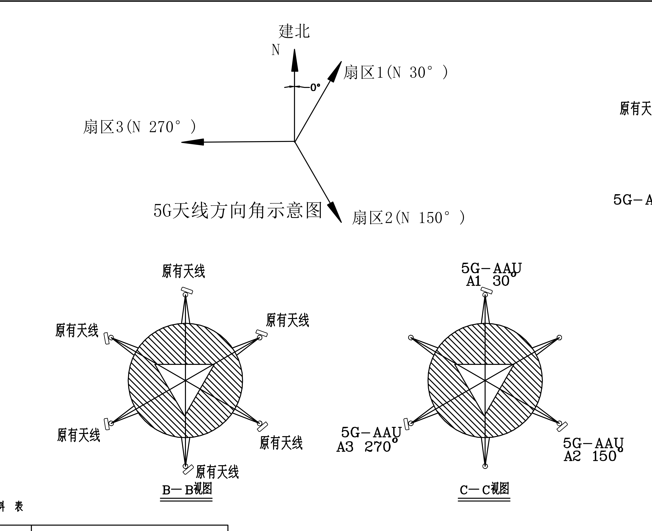 建北
N
0°
扇区1(N 30°)
原有天
扇区3(N 270°)
5G-A
5G天线方向角示意图
扇区2(N 150°)
原有天线
5G-AAU
A1 30°
原有天线
原有天线
原有天线
原有天线
原有天线
5G-AAU
A3 270°
5G-AAU
A2 150°
B—B视图
C—C视图
料 表